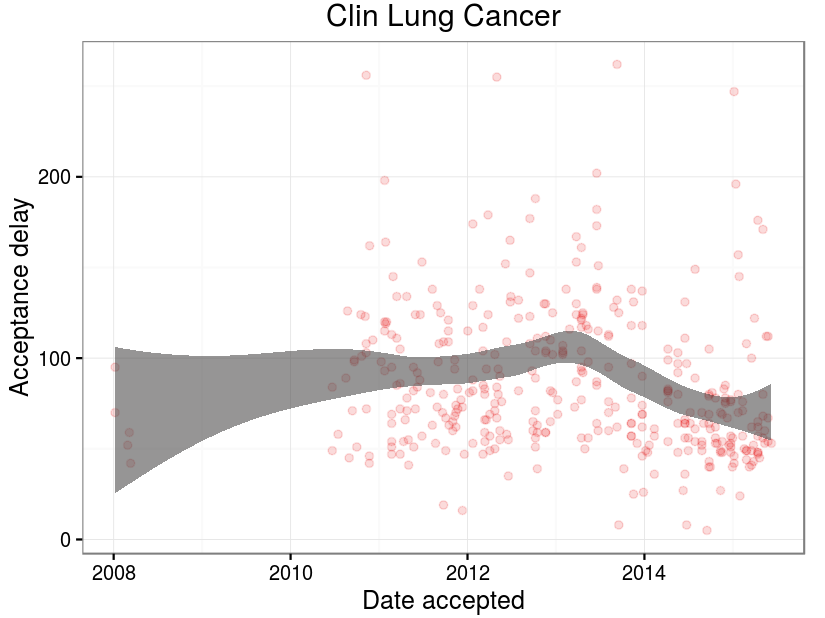 Clin Lung Cancer
Acceptance delay
200
100
0
2008 2010 2012 2014
Date accepted